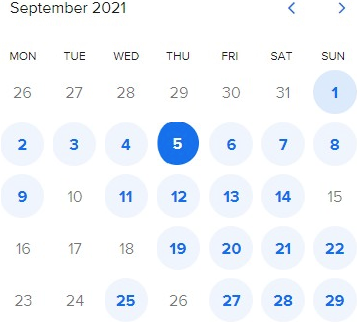 September 2021
MON TUE WED THU FRI SAT SUN
26 27 28 29 30 31 1
2 3 4 5 6 7 8
9 10 11 12 13 14 15
16 17 18 19 20 21 22
23 24 25 26 27 28 29